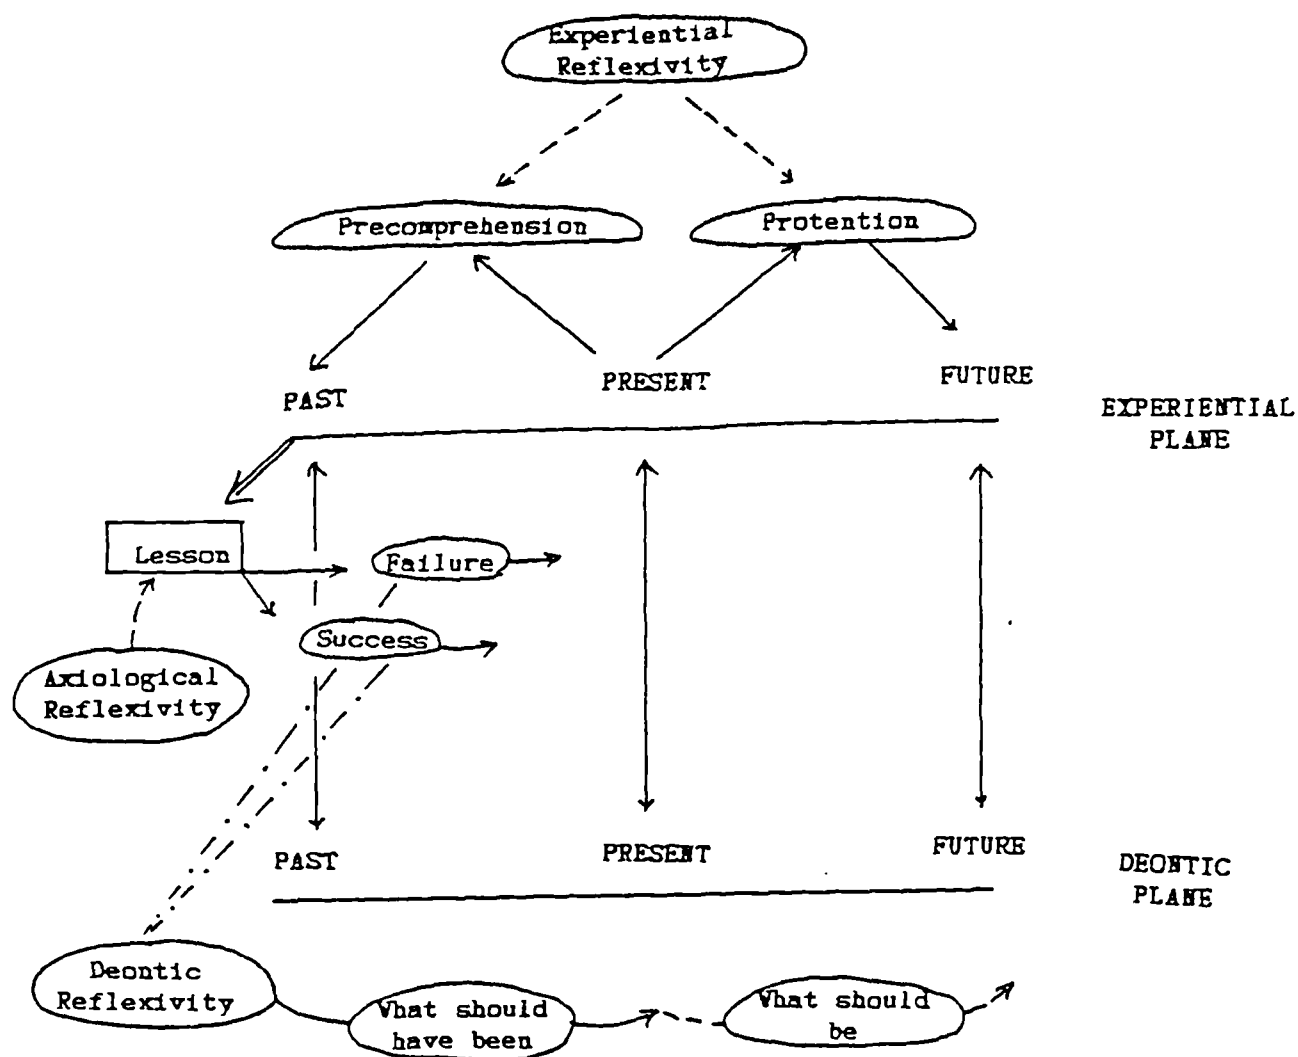 Experiential
Reflexivity
Precomprehension
Protention
PAST
PRESENT
FUTURE
EXPERIENTIAL
PLANE
Lesson
Failure
Success
Axiological
Reflexivity
PAST
PRESENT
FUTURE
DEONTIC
PLANE
Deontic
Reflexivity
What should
have been
What should
be